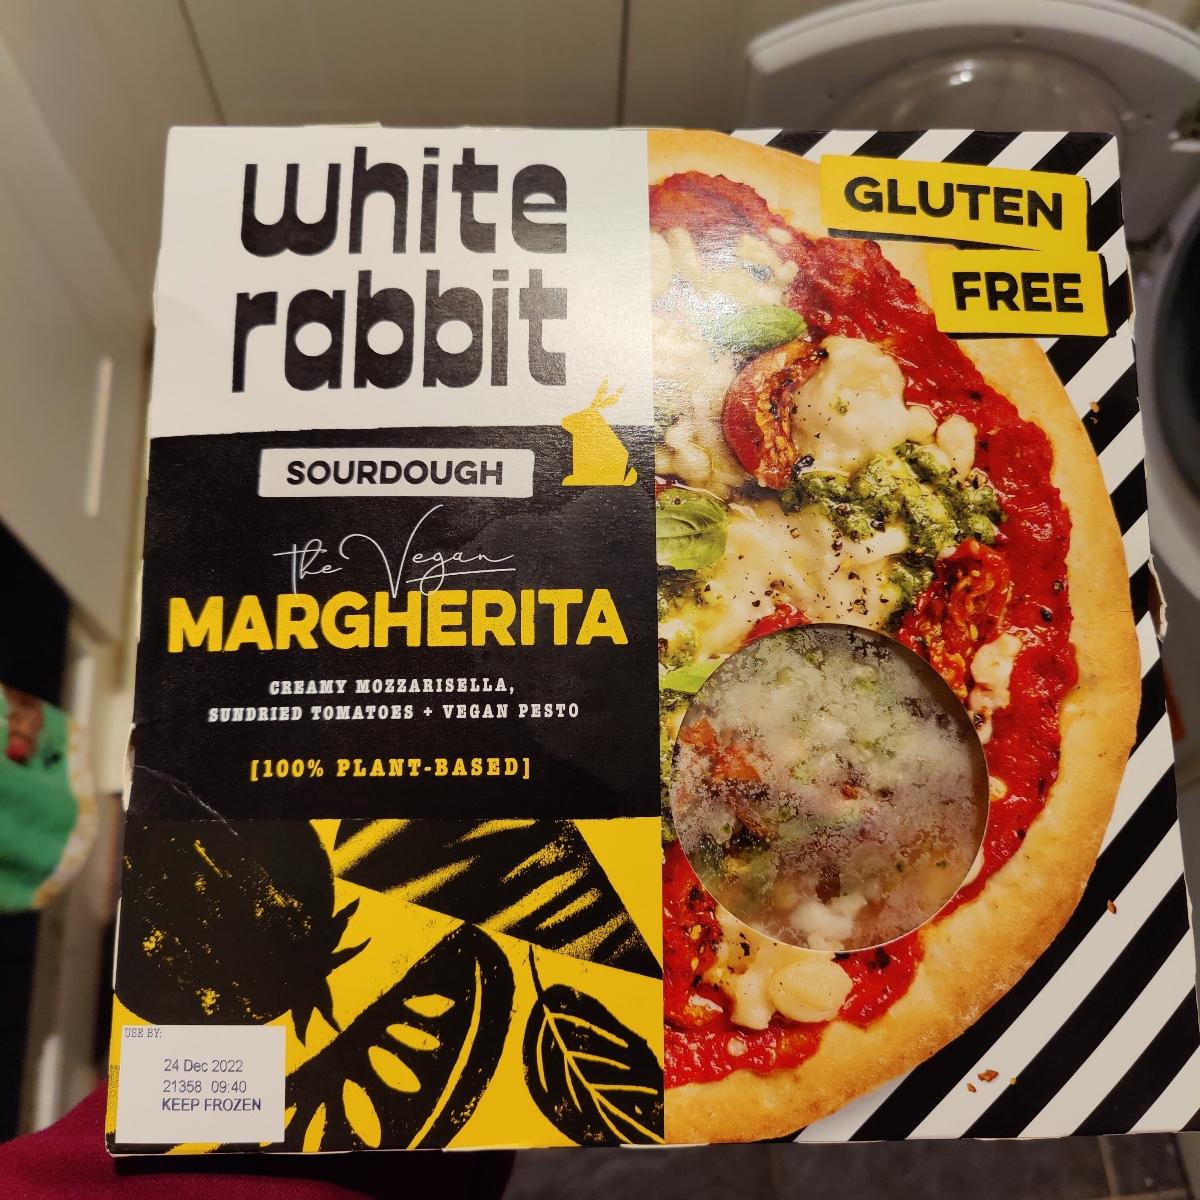 white
rabbit
GLUTEN
FREE
SOURDOUGH
the Vegan
MARGHERITA
CREAMY MOZZARISELLA,
SUNDRIED TOMATOES + VEGAN PESTO
[100% PLANT-BASED]
USE BY:
24 Dec 2022
21358 09:40
KEEP FROZEN